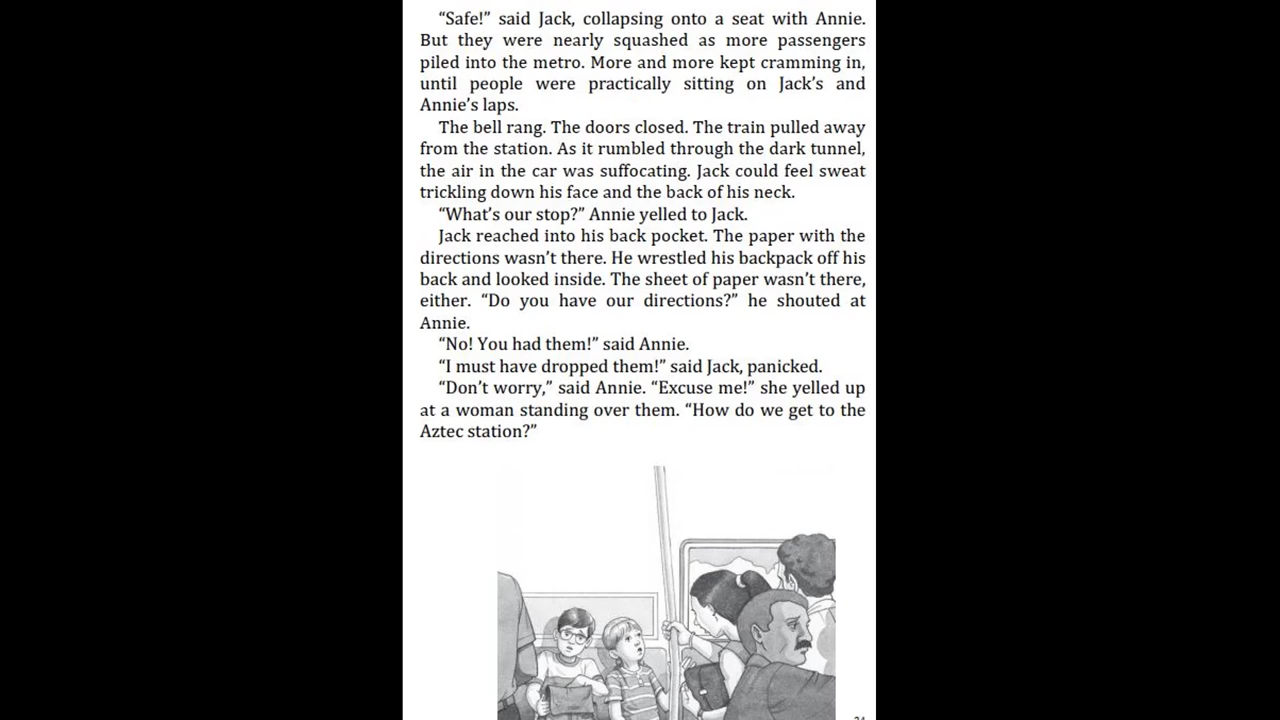 “Safe!” said Jack, collapsing onto a seat with Annie.
But they were nearly squashed as more passengers
piled into the metro. More and more kept cramming in,
until people were practically sitting on Jack’s and
Annie’s laps.
The bell rang. The doors closed. The train pulled away
from the station. As it rumbled through the dark tunnel,
the air in the car was suffocating. Jack could feel sweat
trickling down his face and the back of his neck.
“What’s our stop?” Annie yelled to Jack.
Jack reached into his back pocket. The paper with the
directions wasn’t there. He wrestled his backpack off his
back and looked inside. The sheet of paper wasn’t there,
either. “Do you have our directions?” he shouted at
Annie.
“No! You had them!” said Annie.
“I must have dropped them!” said Jack, panicked.
“Don’t worry,” said Annie. “Excuse me!” she yelled up
at a woman standing over them. “How do we get to the
Aztec station?”